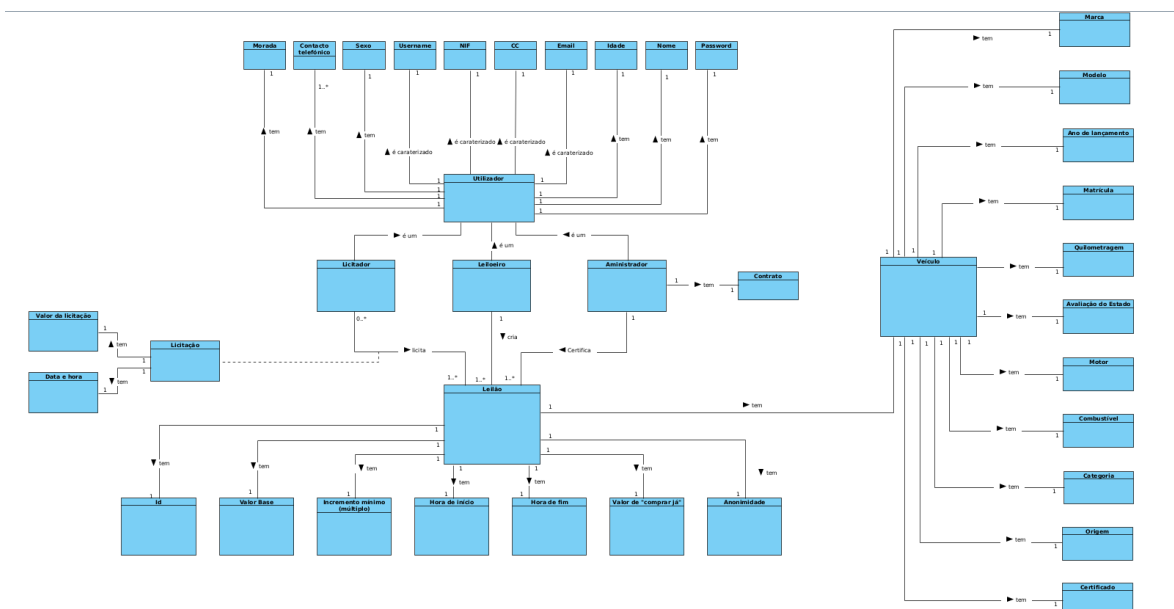 Marca
1
tem
1
Morada
Contacto
telefónico
Sexo
Username
NIF
CC
Email
Idade
Nome
Password
1
1..*
1
1
1
1
1
1
1
1
Modelo
1
tem
1
tem
tem
tem
é caraterizado
é caraterizado
é caraterizado
é caraterizado
tem
tem
tem
Ano de lançamento
1
tem
1
Utilizador
1
1
1
1
1
1
1
1
Matrícula
1
tem
1
é um
é um
é um
Licitador
Leiloeiro
Aministrador
1
tem
1
Contrato
Veículo
Quilometragem
tem
1
Avaliação do Estado
1
tem
1
Valor da licitação
1
tem
1
Licitação
1
tem
1
Data e hora
0..*
licita
1..*
1
cria
1..*
1
Certifica
1..*
Leilão
1
tem
1
Motor
1
tem
1
Combustível
1
tem
1
Categoria
1
tem
1
Origem
1
tem
1
Certificado
1
tem
1
1
1
1
1
1
1
1
tem
tem
tem
tem
tem
tem
tem
1
1
1
1
1
1
1
Id
Valor Base
Incremento mínimo
(múltiplo)
Hora de início
Hora de fim
Valor de "comprar já"
Anonimidade